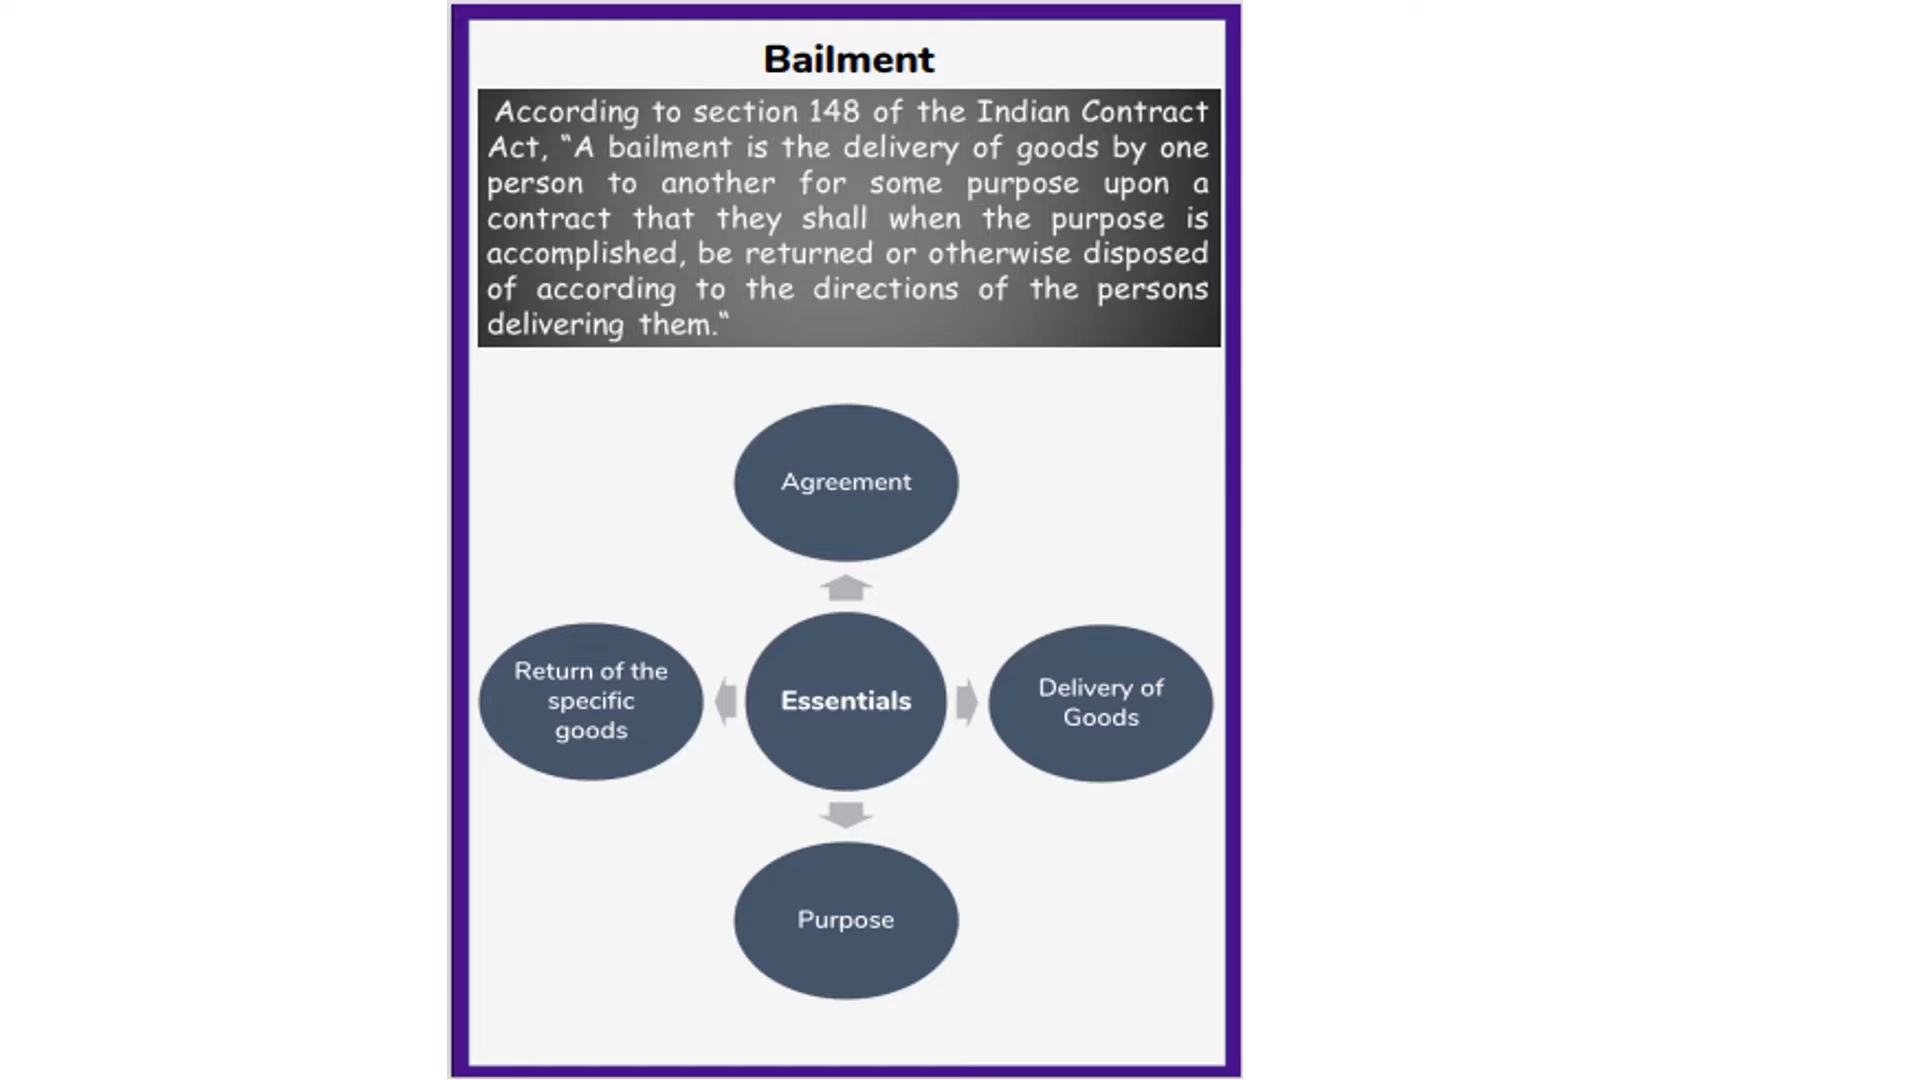 Bailment
According to section 148 of the Indian Contract
Act, “A bailment is the delivery of goods by one
person to another for some purpose upon a
contract that they shall when the purpose is
accomplished, be returned or otherwise disposed
of according to the directions of the persons
delivering them.“
Agreement
Return of the
specific
goods
Essentials
Delivery of
Goods
Purpose